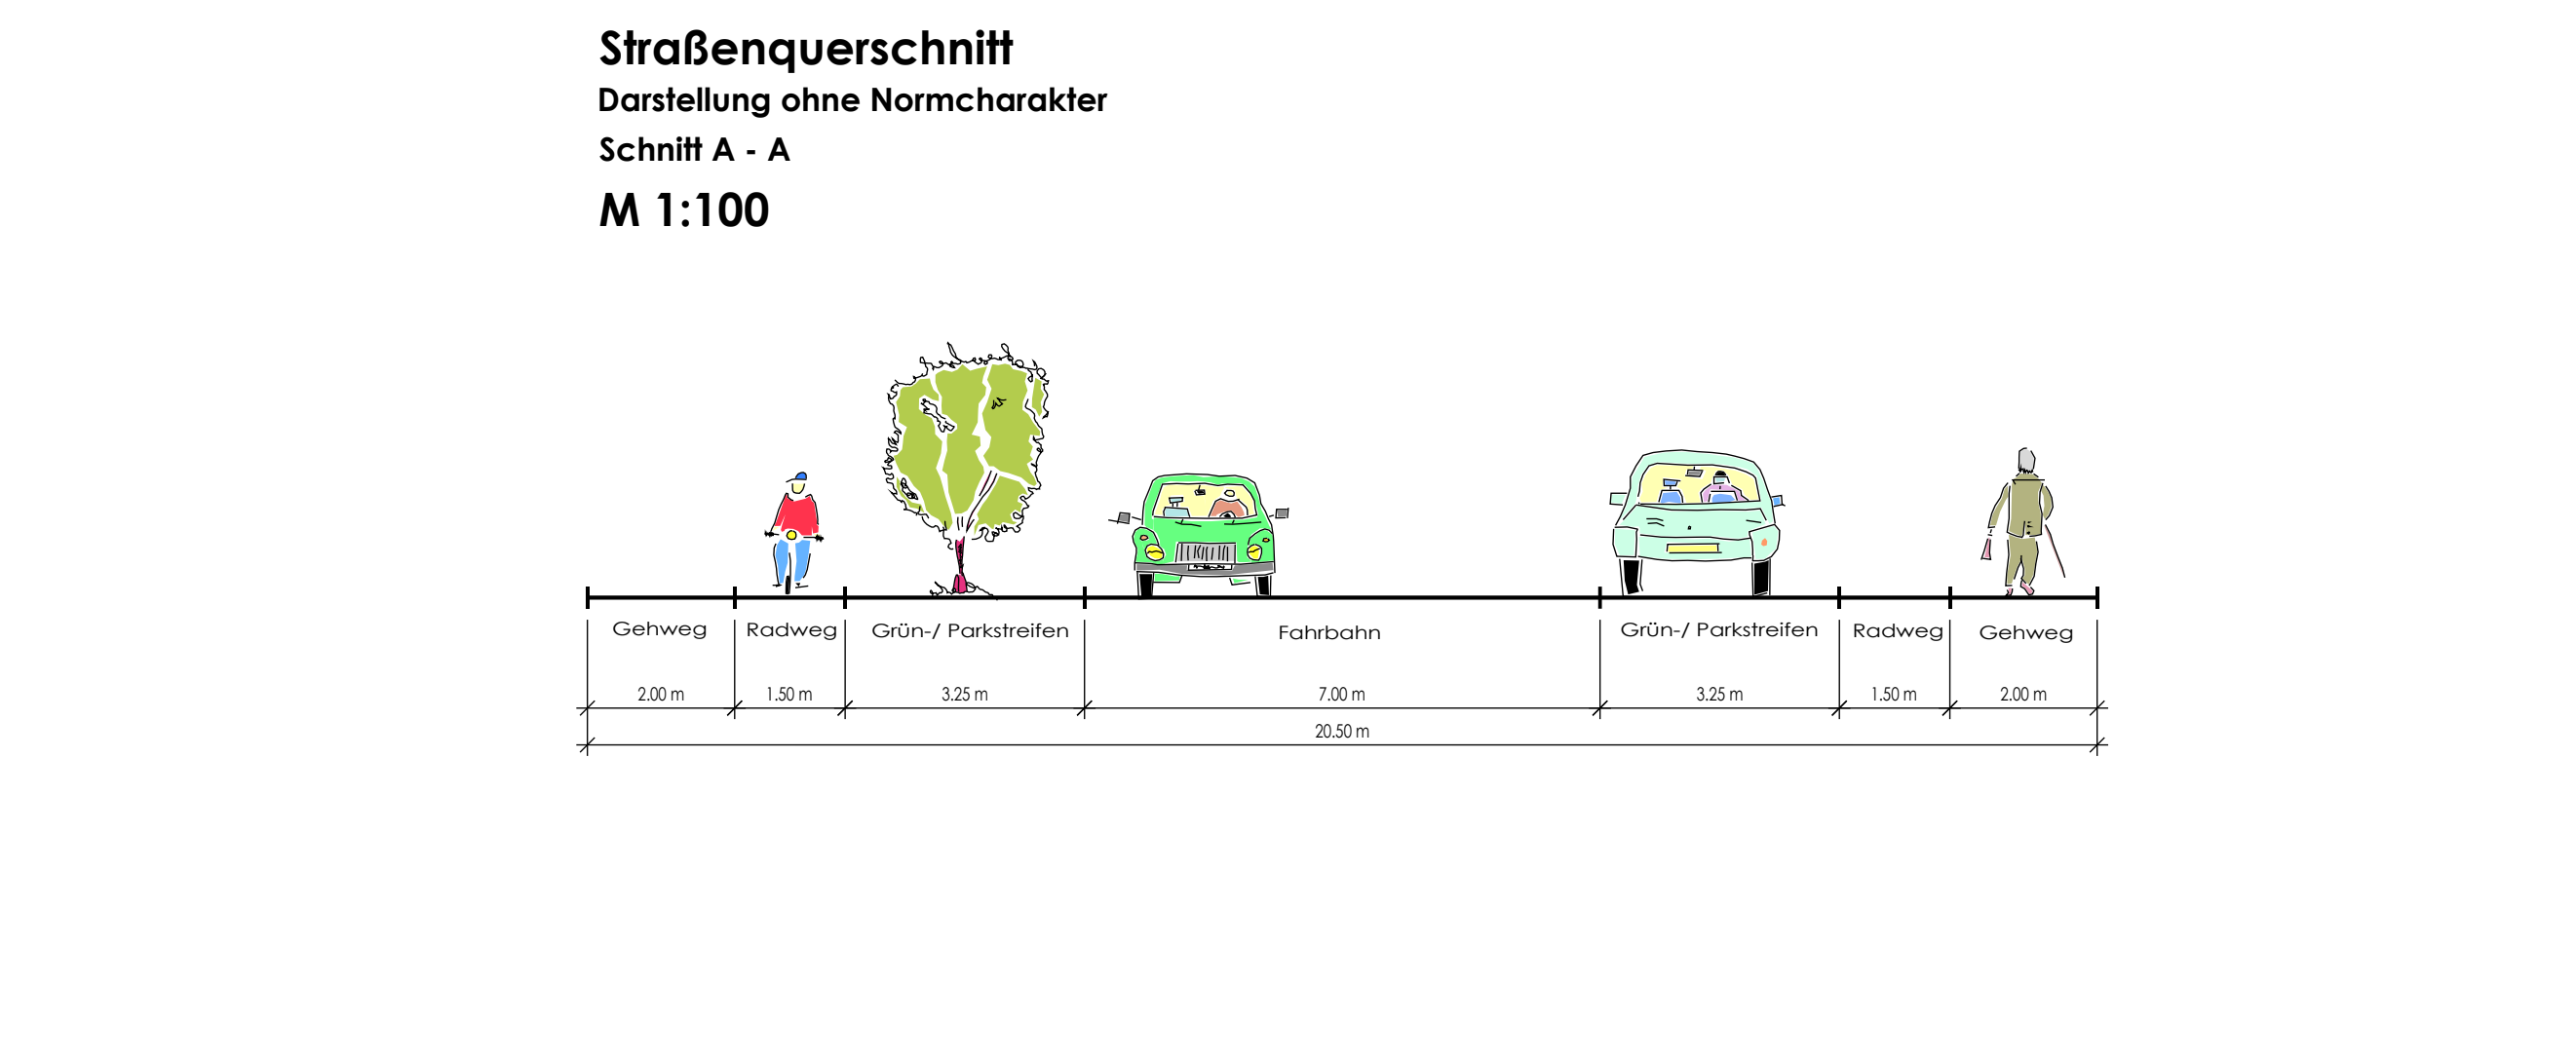 Straßenquerschnitt
Darstellung ohne Normcharakter
Schnitt A - A
M 1:100
Gehweg Radweg Grün-/ Parkstreifen Fahrbahn Grün-/ Parkstreifen Radweg Gehweg
2.00 m 1.50 m 3.25 m 7.00 m 3.25 m 1.50 m 2.00 m
20.50 m